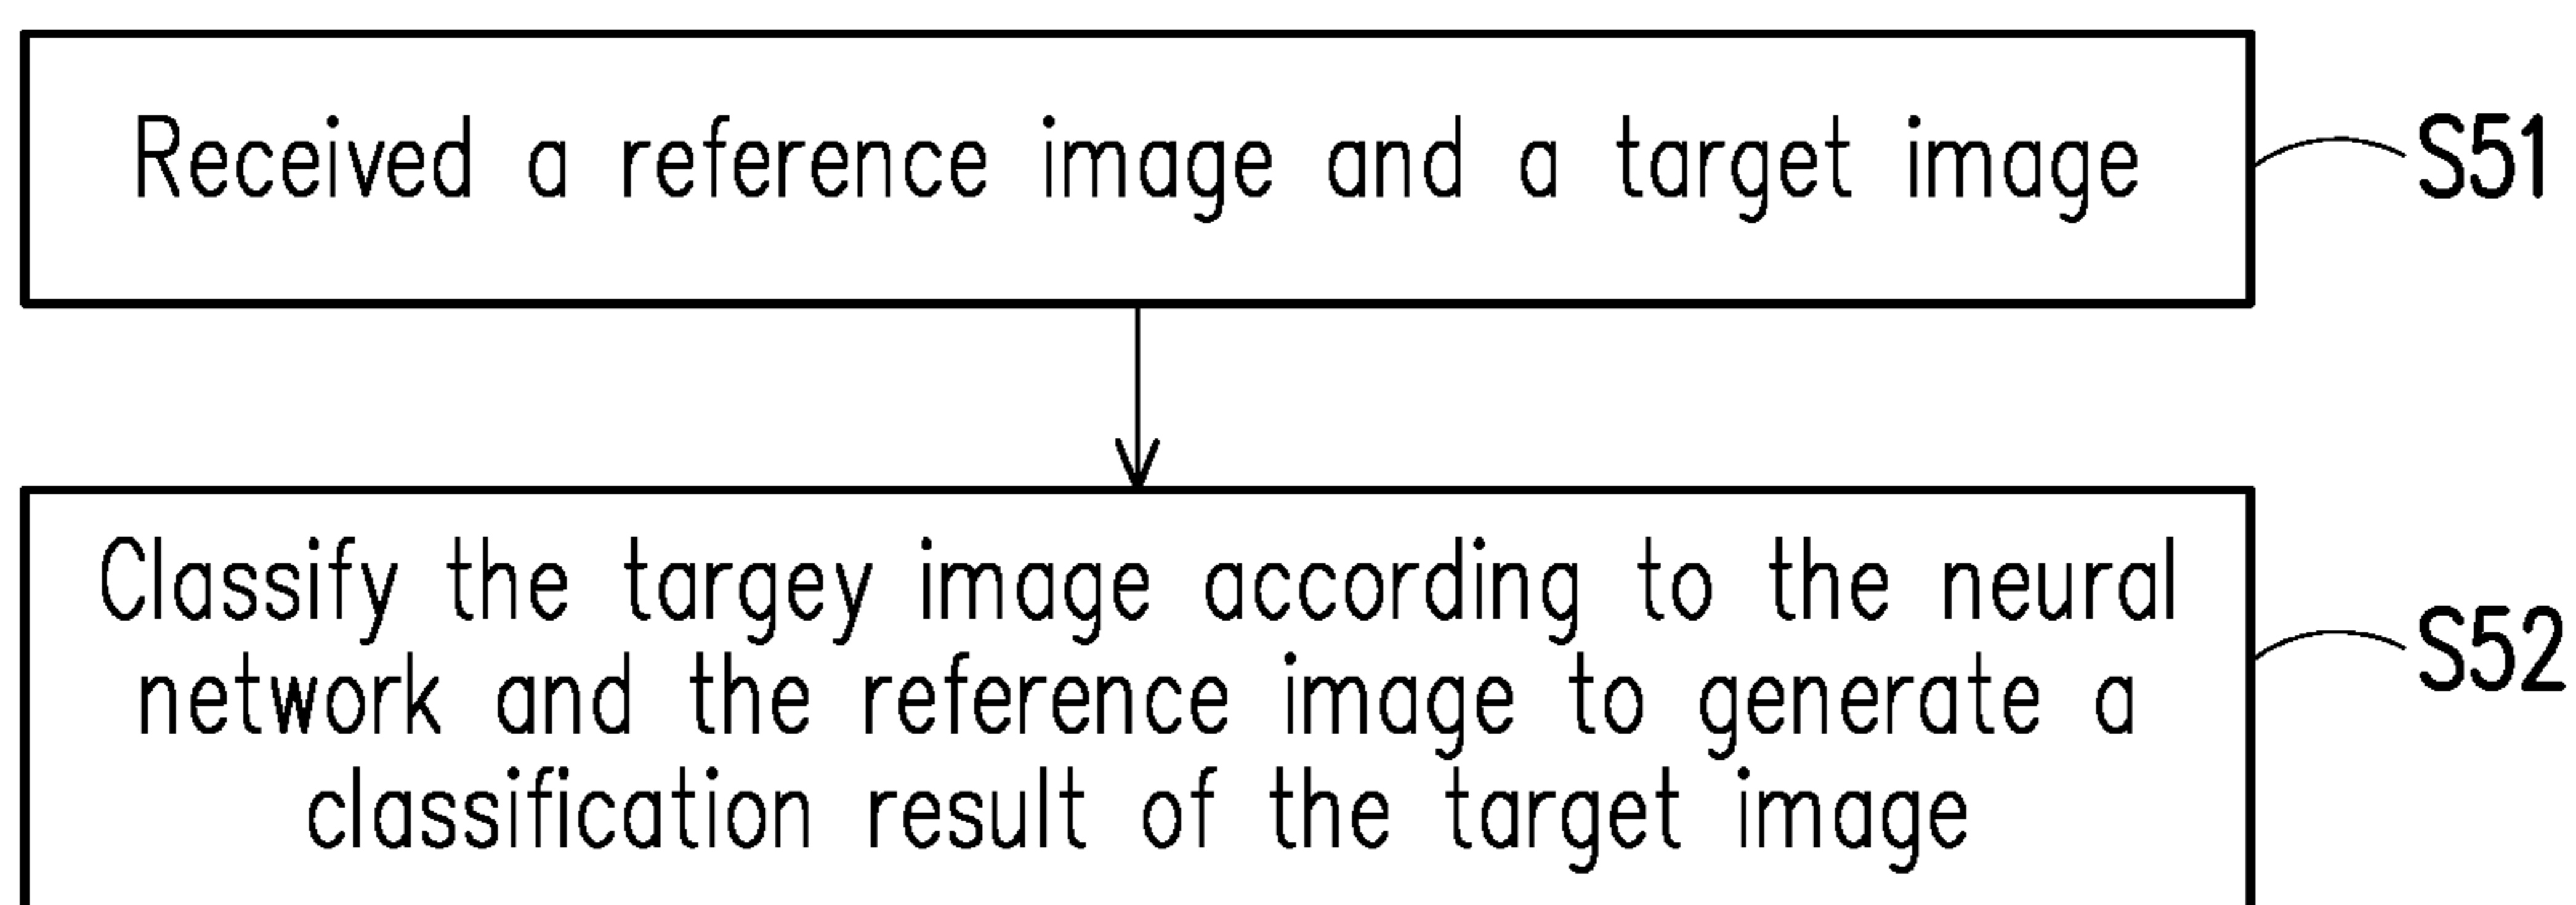 Received a reference image and a target image
S51
Classify the targey image according to the neural
network and the reference image to generate a
classification result of the target image
S52